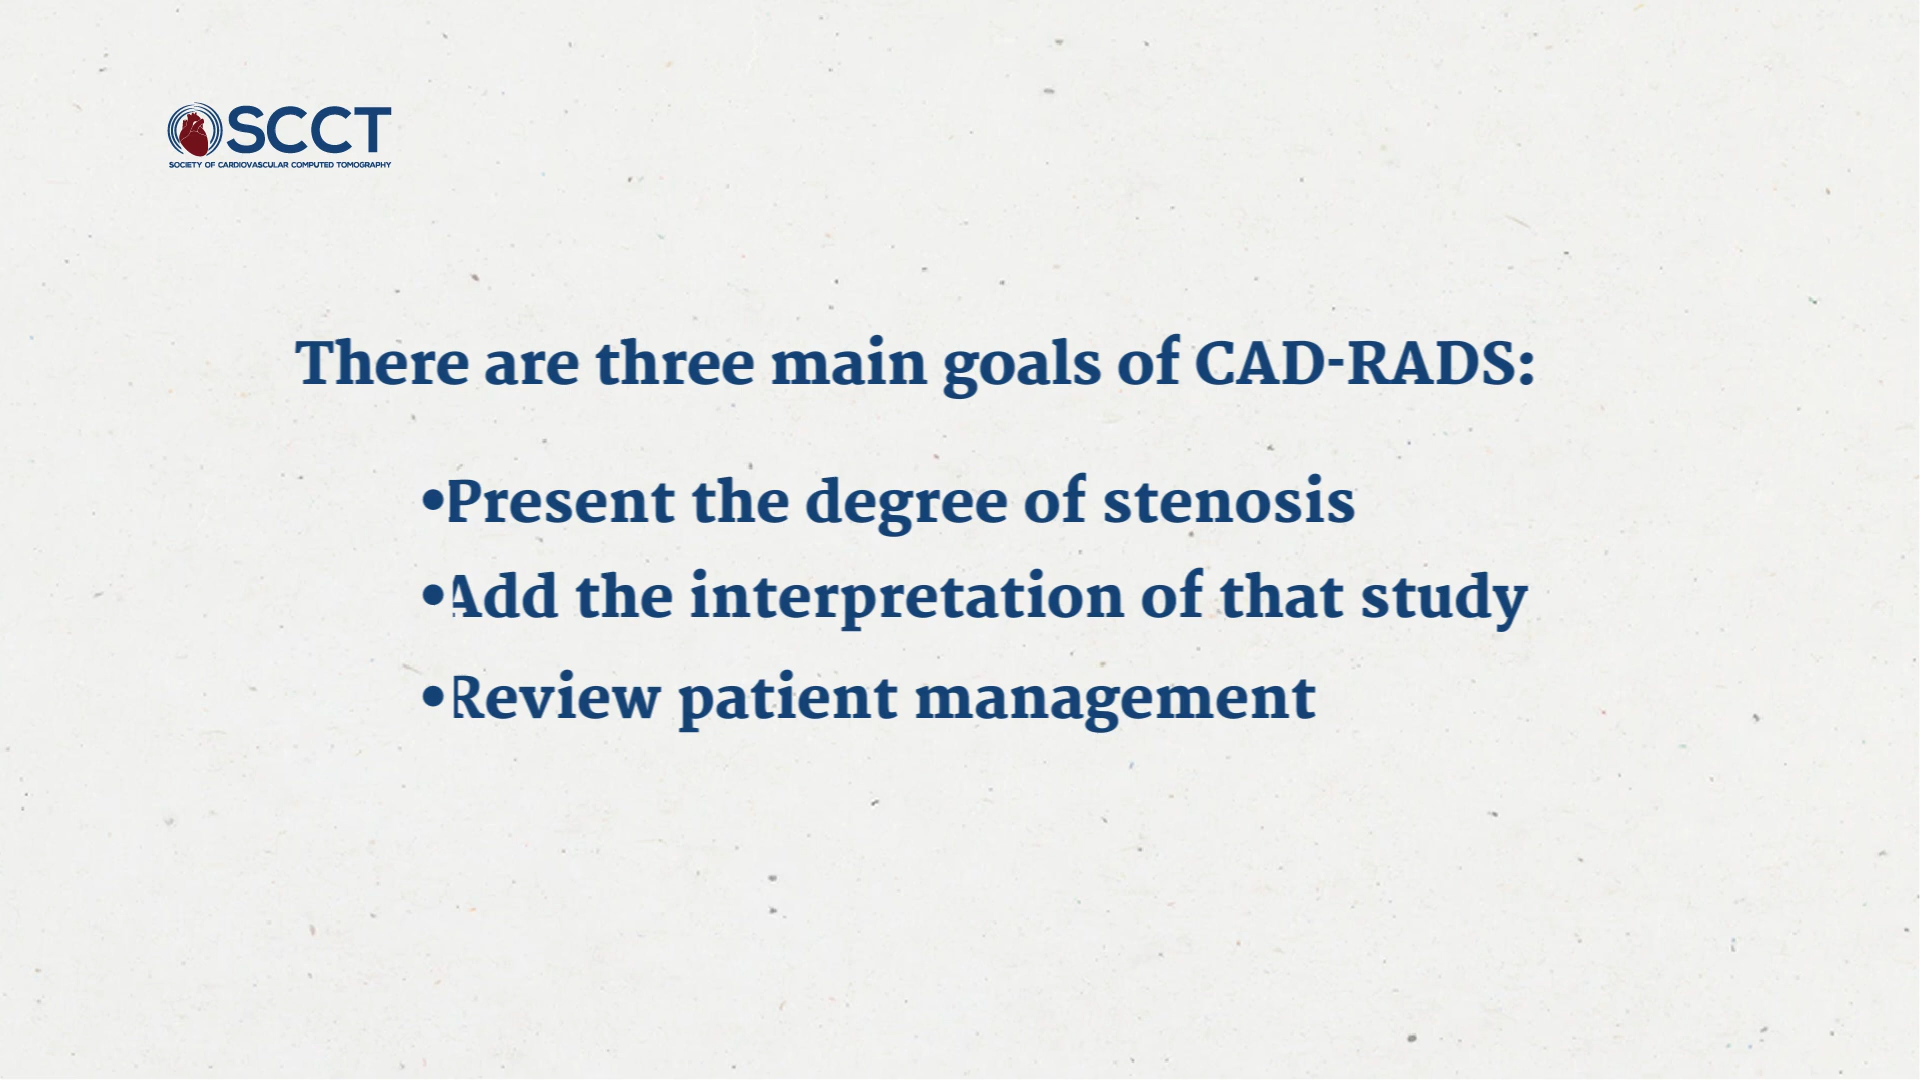 SCCT
SOCIETY OF CARDIOVASCULAR COMPUTED TOMOGRAPHY
There are three main goals of CAD-RADS:
•Present the degree of stenosis
•Add the interpretation of that study
•Review patient management